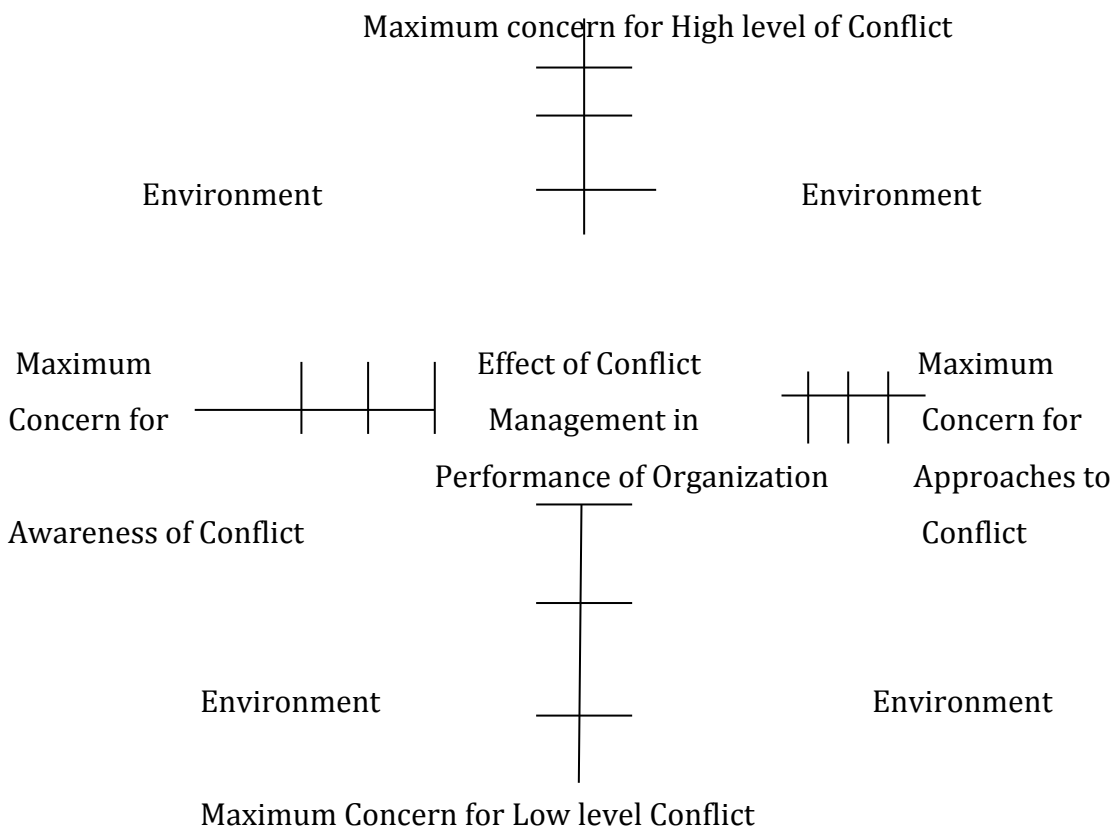 Maximum concern for High level of Conflict
Environment Environment
Maximum Effect of Conflict Maximum
Concern for Management in Concern for
Performance of Organization Approaches to
Awareness of Conflict Conflict
Environment Environment
Maximum Concern for Low level Conflict